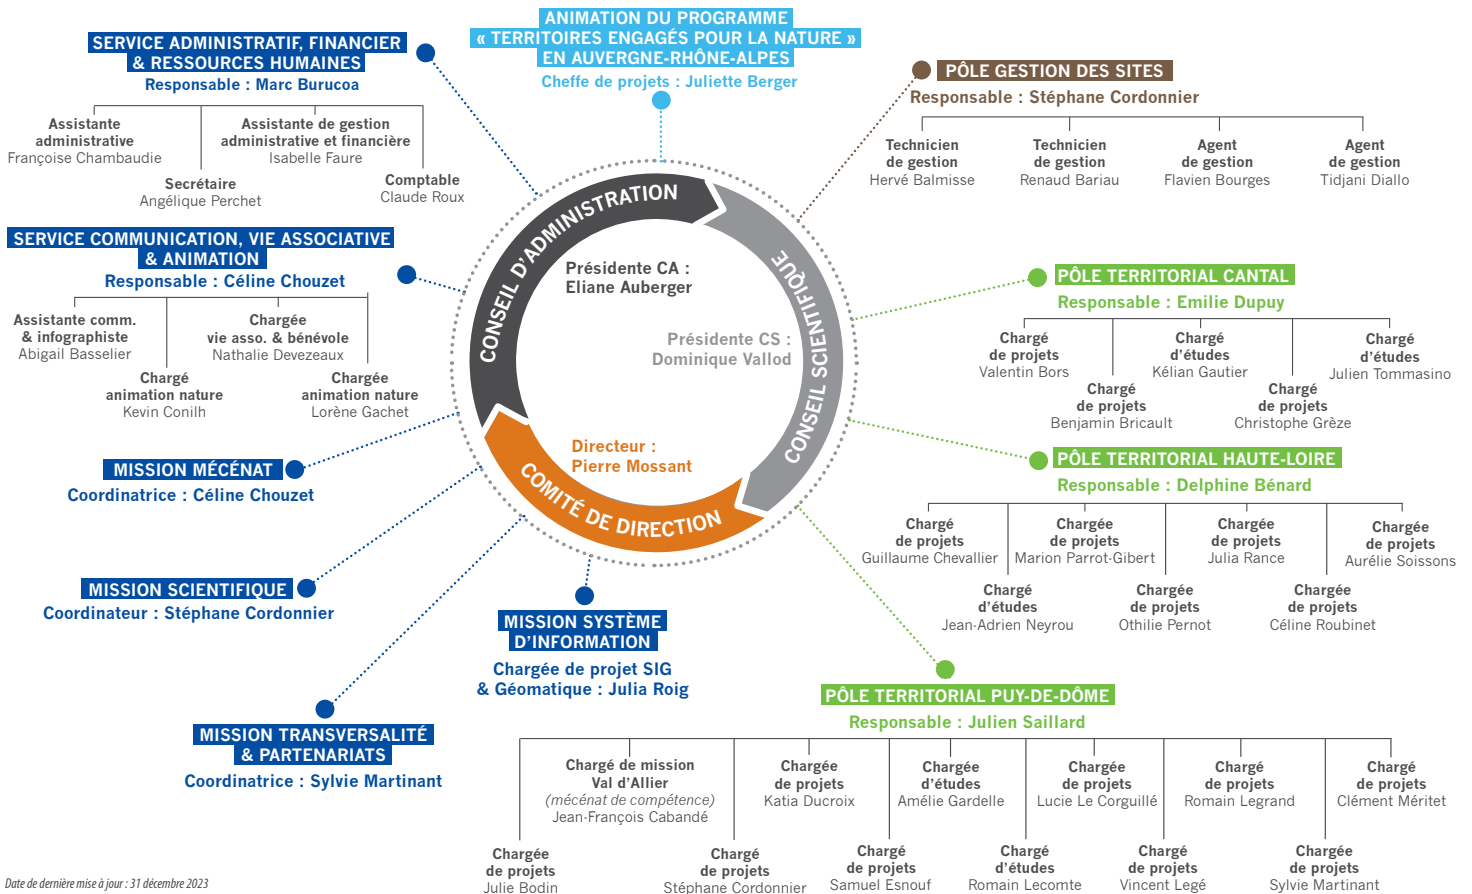 SERVICE ADMINISTRATIF, FINANCIER
& RESSOURCES HUMAINES
Responsable : Marc Burucoa
Assistante
administrative
Françoise Chambaudie
Secrétaire
Angélique Perchet
Assistante de gestion
administrative et financière
Isabelle Faure
Comptable
Claude Roux
ANIMATION DU PROGRAMME
« TERRITOIRES ENGAGÉS POUR LA NATURE »
EN AUVERGNE-RHÔNE-ALPES
Cheffe de projets : Juliette Berger
PÔLE GESTION DES SITES
Responsable : Stéphane Cordonnier
Technicien
de gestion
Hervé Balmisse
Technicien
de gestion
Renaud Bariau
Agent
de gestion
Flavien Bourges
Agent
de gestion
Tidjani Diallo
SERVICE COMMUNICATION, VIE ASSOCIATIVE
& ANIMATION
Responsable : Céline Chouzet
Assistante comm.
& infographiste
Abigail Basselier
Chargé
animation nature
Kevin Conilh
Chargée
vie asso. & bénévole
Nathalie Devezeaux
Chargée
animation nature
Lorène Gachet
CONSEIL D'ADMINISTRATION
Présidente CA :
Eliane Auberger
CONSEIL SCIENTIFIQUE
Présidente CS :
Dominique Vallod
COMITÉ DE DIRECTION
Directeur :
Pierre Mossant
PÔLE TERRITORIAL CANTAL
Responsable : Emilie Dupuy
Chargé
de projets
Valentin Bors
Chargé
de projets
Benjamin Bricault
Chargé
d'études
Kélian Gautier
Chargé
de projets
Christophe Grèze
Chargé
d'études
Julien Tommasino
PÔLE TERRITORIAL HAUTE-LOIRE
Responsable : Delphine Bénard
Chargé
de projets
Guillaume Chevallier
Chargé
d'études
Jean-Adrien Neyrou
Chargée
de projets
Marion Parrot-Gibert
Chargée
de projets
Othilie Pernot
Chargée
de projets
Julia Rance
Chargée
de projets
Céline Roubinet
Chargée
de projets
Aurélie Soissons
MISSION MÉCÉNAT
Coordinatrice : Céline Chouzet
MISSION SCIENTIFIQUE
Coordinateur : Stéphane Cordonnier
MISSION TRANSVERSALITÉ
& PARTENARIATS
Coordinatrice : Sylvie Martinant
MISSION SYSTÈME
D'INFORMATION
Chargée de projet SIG
& Géomatique : Julia Roig
PÔLE TERRITORIAL PUY-DE-DÔME
Responsable : Julien Saillard
Chargée
de projets
Julie Bodin
Chargé de mission
Val d'Allier
(mécénat de compétence)
Jean-François Cabandé
Chargé
de projets
Stéphane Cordonnier
Chargée
de projets
Katia Ducroix
Chargé
de projets
Samuel Esnouf
Chargée
d'études
Amélie Gardelle
Chargé
d'études
Romain Lecomte
Chargée
de projets
Lucie Le Corguillé
Chargé
de projets
Vincent Legé
Chargé
de projets
Romain Legrand
Chargée
de projets
Sylvie Martinant
Chargé
de projets
Clément Méritet
Date de dernière mise à jour : 31 décembre 2023